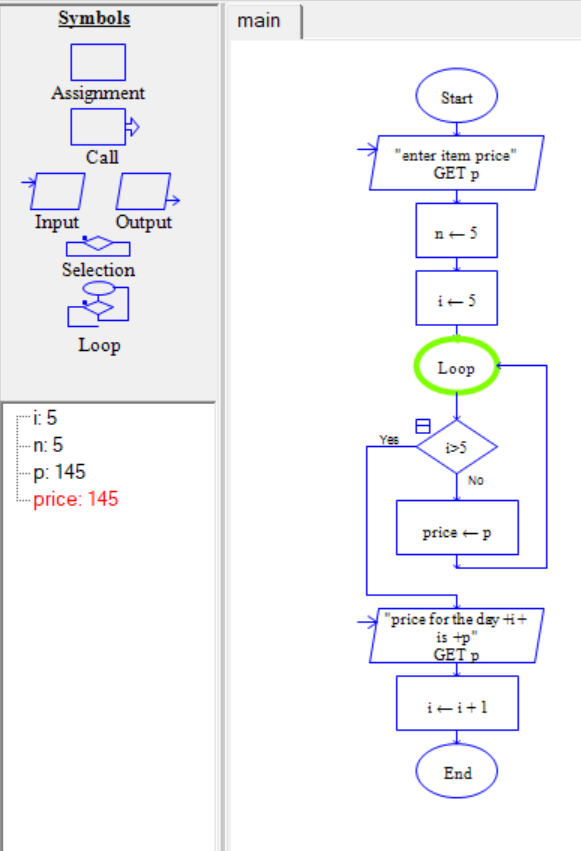 Symbols
Assignment
Call
Input Output
Selection
Loop
i: 5
n: 5
p: 145
price: 145
main
Start
"enter item price"
GET p
n ← 5
i ← 5
Loop
i>5
Yes
No
price ← p
"price for the day +i +
is +p"
GET p
i ← i + 1
End